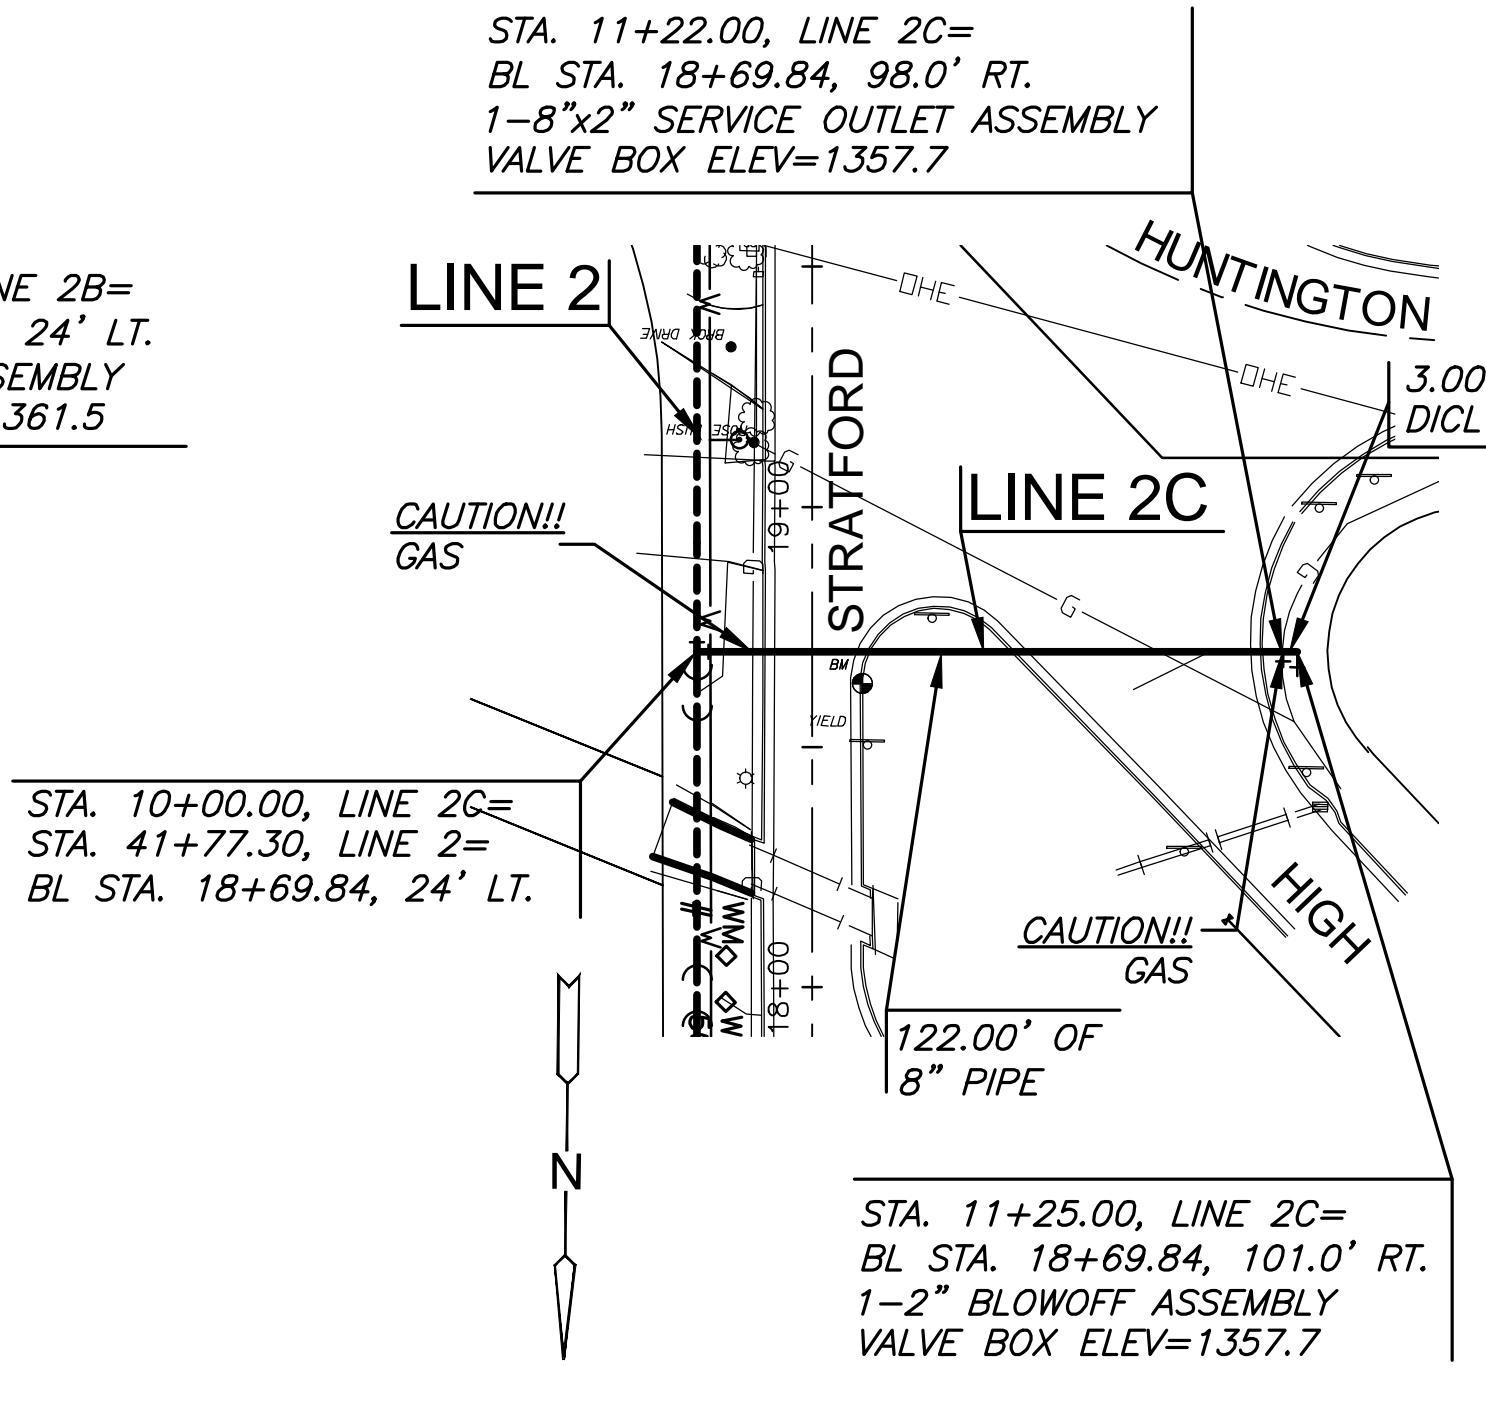 STA. 11+22.00, LINE 2C=
BL STA. 18+69.84, 98.0' RT.
1-8"x2" SERVICE OUTLET ASSEMBLY
VALVE BOX ELEV=1357.7
HUNTINGTON
LINE 2
NE 2B=
24' LT.
SEMBLY
361.5
OHE
OHE
BRCK DRIVE
3.00
DICL
STRATFORD
ROSE BUSH
G
19+00
LINE 2C
CAUTION!!
GAS
G
G
G
BM
YIELD
STA. 10+00.00, LINE 2C=
STA. 41+77.30, LINE 2=
BL STA. 18+69.84, 24' LT.
HIGH
W
W
18+00
W
CAUTION!!
GAS
122.00' OF
8" PIPE
N
STA. 11+25.00, LINE 2C=
BL STA. 18+69.84, 101.0' RT.
1-2" BLOWOFF ASSEMBLY
VALVE BOX ELEV=1357.7